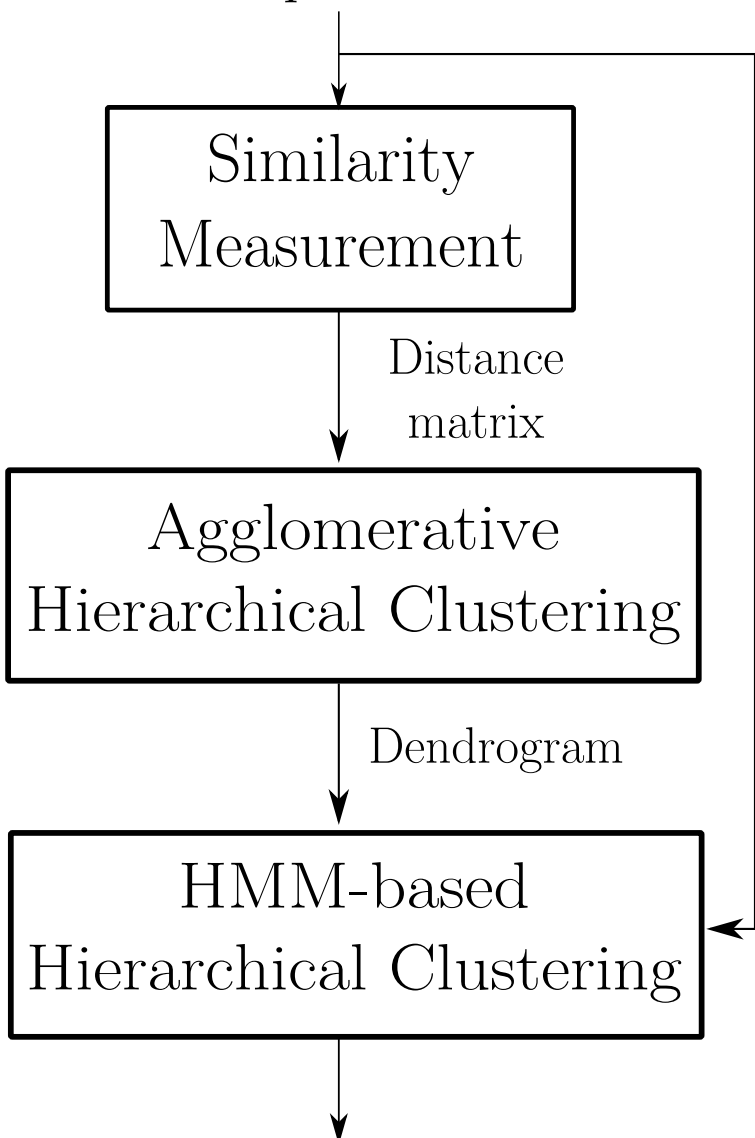 Similarity
Measurement
Distance
matrix
Agglomerative
Hierarchical Clustering
Dendrogram
HMM-based
Hierarchical Clustering